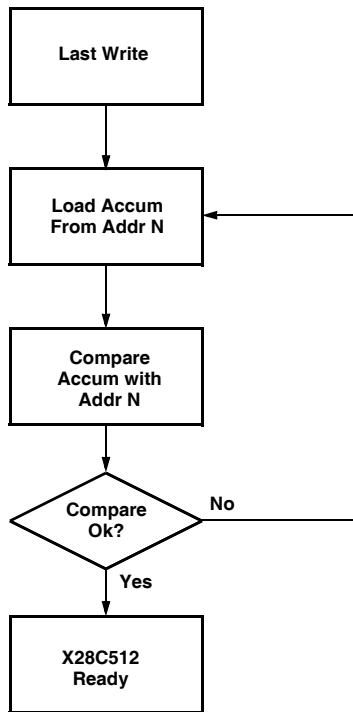 Last Write
Load Accum
From Addr N
Compare
Accum with
Addr N
Compare
Ok?
No
Yes
X28C512
Ready